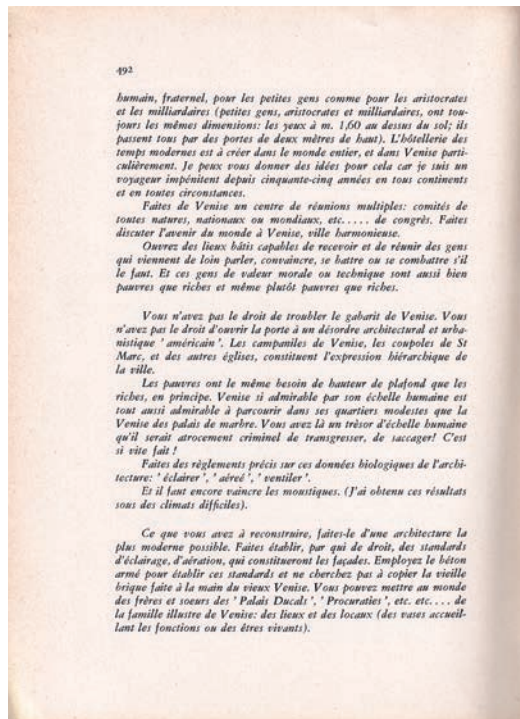 492
humain, fraternel, pour les petites gens comme pour les aristocrates
et les milliardaires (petites gens, aristocrates et milliardaires, ont tou-
jours les mêmes dimensions: les yeux à m. 1,60 au dessus du sol; ils
passent tous par des portes de deux mètres de haut). L'hôtellerie des
temps modernes est à créer dans le monde entier, et dans Venise parti-
culièrement. Je peux vous donner des idées pour cela car je suis un
voyageur impénitent depuis cinquante-cinq années en tous continents
et en toutes circonstances.
Faites de Venise un centre de réunions multiples: comités de
toutes natures, nationaux ou mondiaux, etc..... de congrès. Faites
discuter l'avenir du monde à Venise, ville harmonieuse.
Ouvrez des lieux bâtis capables de recevoir et de réunir des gens
qui viennent de loin parler, convaincre, se battre ou se combattre s'il
le faut. Et ces gens de valeur morale ou technique sont aussi bien
pauvres que riches et même plutôt pauvres que riches.
Vous n'avez pas le droit de troubler le gabarit de Venise. Vous
n'avez pas le droit d'ouvrir la porte à un désordre architectural et urba-
nistique 'américain'. Les campaniles de Venise, les coupoles de St
Marc, et des autres églises, constituent l'expression hiérarchique de
la ville.
Les pauvres ont le même besoin de hauteur de plafond que les
riches, en principe. Venise si admirable par son échelle humaine est
tout aussi admirable à parcourir dans ses quartiers modestes que la
Venise des palais de marbre. Vous avez là un trèsor d'échelle humaine
qu'il serait atrocement criminel de transgresser, de saccager! C'est
si vite fait!
Faites des règlements précis sur ces données biologiques de l'archi-
tecture: 'éclairer', 'aéreé', 'ventiler'.
Et il faut encore vaincre les moustiques. (J'ai obtenu ces résultats
sous des climats difficiles).
Ce que vous avez à reconstruire, faites-le d'une architecture la
plus moderne possible. Faites établir, par qui de droit, des standards
d'éclairage, d'aération, qui constitueront les façades. Employez le béton
armé pour établir ces standards et ne cherchez pas à copier la vieille
brique faite à la main du vieux Venise. Vous pouvez mettre au monde
des frères et soeurs des 'Palais Ducals', 'Procuraties', etc. etc.... de
la famille illustre de Venise: des lieux et des locaux (des vases accueil-
lant les fonctions ou des êtres vivants).